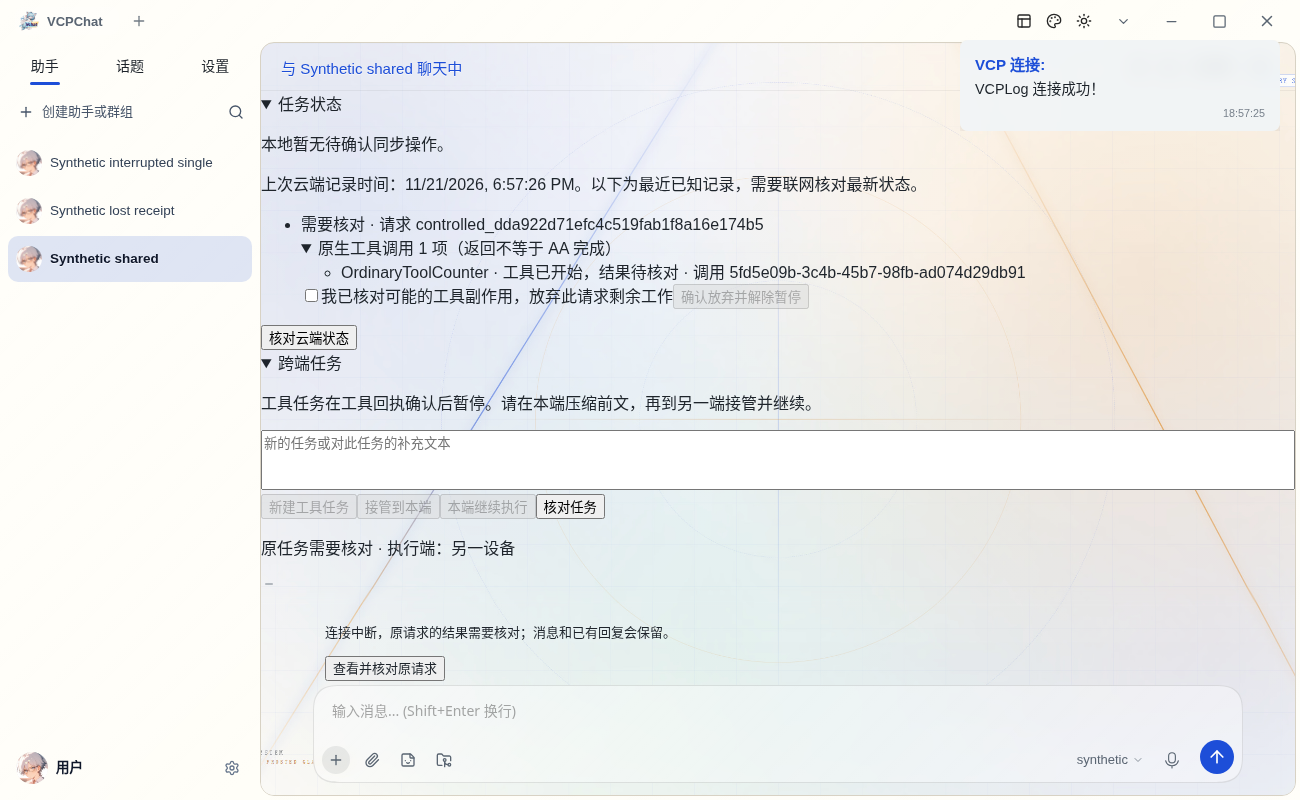 VCPChat
助手
话题
设置
创建助手或群组
Synthetic interrupted single
Synthetic lost receipt
Synthetic shared
用户
与 Synthetic shared 聊天中
VCP 连接:
VCPLog 连接成功!
18:57:25
▼ 任务状态
本地暂无待确认同步操作。
上次云端记录时间：11/21/2026, 6:57:26 PM。以下为最近已知记录，需要联网核对最新状态。
• 需要核对 · 请求 controlled_dda922d71efc4c519fab1f8a16e174b5
▼ 原生工具调用 1 项（返回不等于 AA 完成）
◦ OrdinaryToolCounter · 工具已开始，结果待核对 · 调用 5fd5e09b-3c4b-45b7-98fb-ad074d29db91
我已核对可能的工具副作用，放弃此请求剩余工作 确认放弃并解除暂停
核对云端状态
▼ 跨端任务
工具任务在工具回执确认后暂停。请在本端压缩前文，再到另一端接管并继续。
新的任务或对此任务的补充文本
新建工具任务 接管到本端 本端继续执行 核对任务
原任务需要核对 · 执行端：另一设备
连接中断，原请求的结果需要核对；消息和已有回复会保留。
查看并核对原请求
输入消息... (Shift+Enter 换行)
synthetic